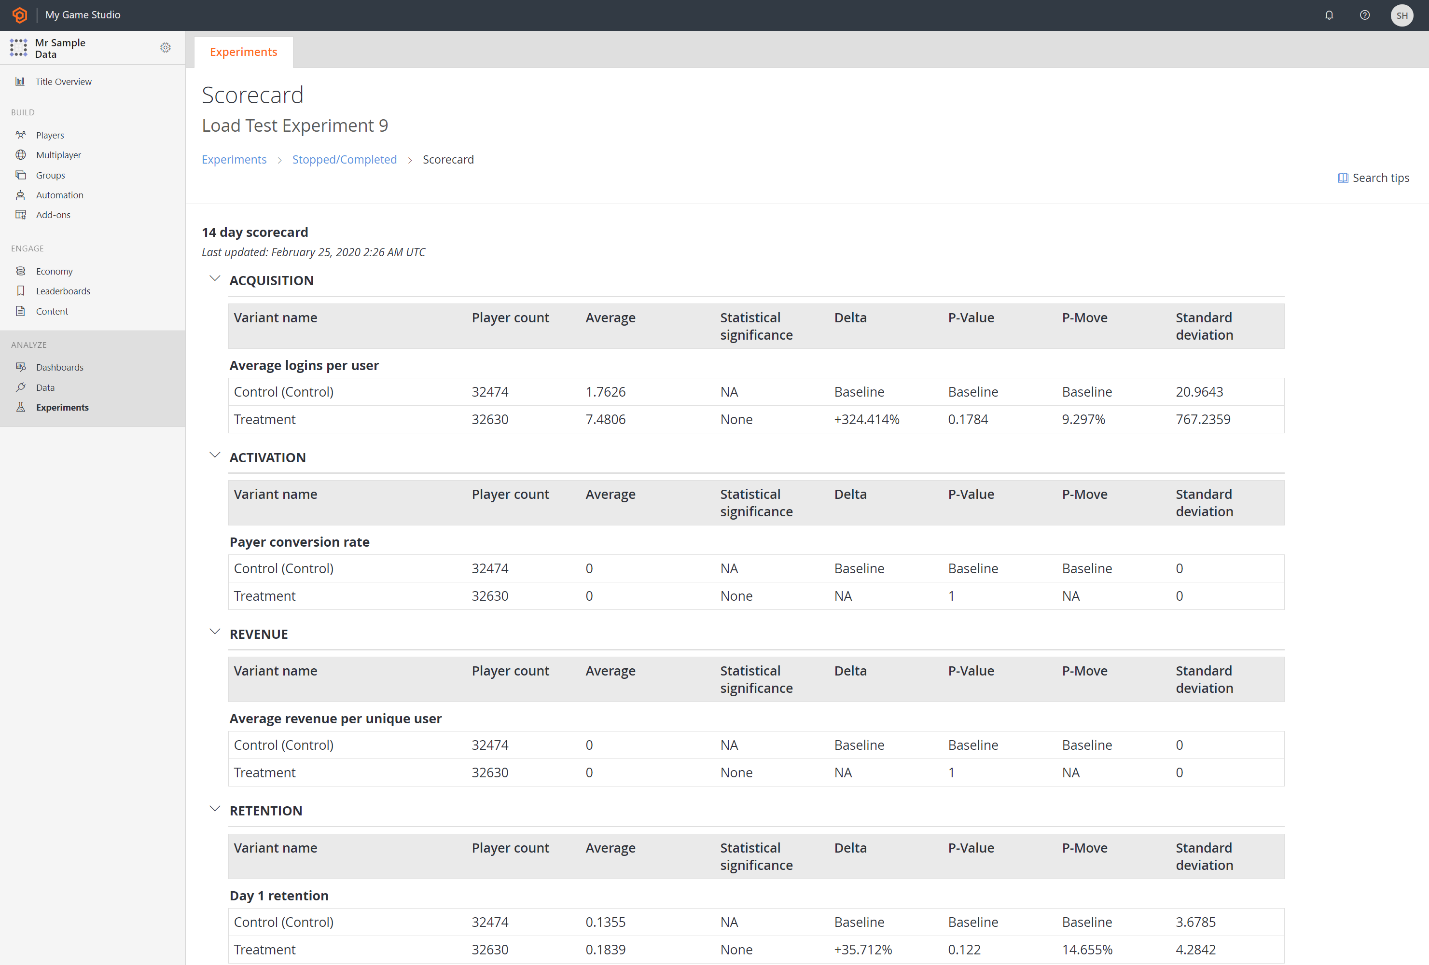 My Game Studio
SH
Mr Sample
Data
Title Overview
BUILD
Players
Multiplayer
Groups
Automation
Add-ons
ENGAGE
Economy
Leaderboards
Content
ANALYZE
Dashboards
Data
Experiments
Experiments
Scorecard
Load Test Experiment 9
Experiments > Stopped/Completed > Scorecard
Search tips
14 day scorecard
Last updated: February 25, 2020 2:26 AM UTC
ACQUISITION
Variant name Player count Average Statistical significance Delta P-Value P-Move Standard deviation
Average logins per user
Control (Control) 32474 1.7626 NA Baseline Baseline Baseline 20.9643
Treatment 32630 7.4806 None +324.414% 0.1784 9.297% 767.2359
ACTIVATION
Variant name Player count Average Statistical significance Delta P-Value P-Move Standard deviation
Payer conversion rate
Control (Control) 32474 0 NA Baseline Baseline Baseline 0
Treatment 32630 0 None NA 1 NA 0
REVENUE
Variant name Player count Average Statistical significance Delta P-Value P-Move Standard deviation
Average revenue per unique user
Control (Control) 32474 0 NA Baseline Baseline Baseline 0
Treatment 32630 0 None NA 1 NA 0
RETENTION
Variant name Player count Average Statistical significance Delta P-Value P-Move Standard deviation
Day 1 retention
Control (Control) 32474 0.1355 NA Baseline Baseline Baseline 3.6785
Treatment 32630 0.1839 None +35.712% 0.122 14.655% 4.2842